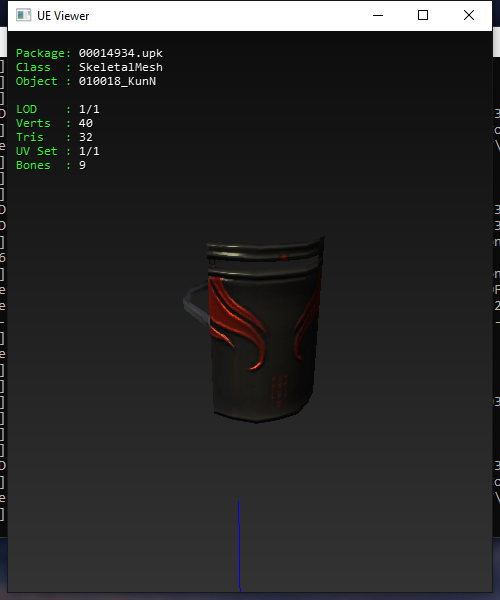 UE Viewer
Package: 00014934.upk
Class : SkeletalMesh
Object : 010018_KunN
LOD : 1/1
Verts : 40
Tris : 32
UV Set : 1/1
Bones : 9